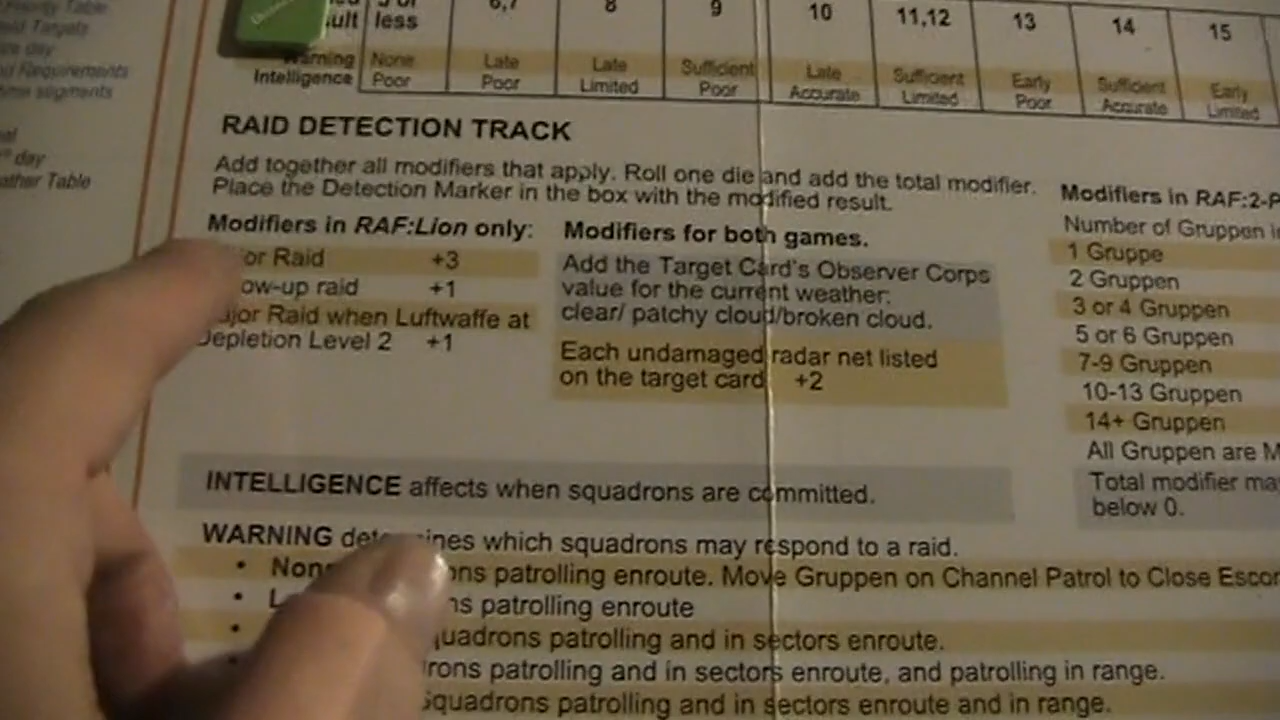 Targets
day
Requirements
segments
day
Table
less
6,7
8
9
10
11,12
13
14
15
Warning
Intelligence
None
Poor
Late
Poor
Late
Limited
Sufficient
Poor
Late
Accurate
Sufficient
Limited
Early
Poor
Sufficient
Accurate
Early
Limited
RAID DETECTION TRACK
Add together all modifiers that apply. Roll one die and add the total modifier.
Place the Detection Marker in the box with the modified result.
Modifiers in RAF:Lion only:
or Raid +3
ow-up raid +1
ajor Raid when Luftwaffe at
Depletion Level 2 +1
Modifiers for both games.
Add the Target Card's Observer Corps
value for the current weather:
clear/ patchy cloud/broken cloud.
Each undamaged radar net listed
on the target card +2
Modifiers in RAF:2-P
Number of Gruppen i
1 Gruppe
2 Gruppen
3 or 4 Gruppen
5 or 6 Gruppen
7-9 Gruppen
10-13 Gruppen
14+ Gruppen
All Gruppen are M
Total modifier ma
below 0.
INTELLIGENCE affects when squadrons are committed.
WARNING determines which squadrons may respond to a raid.
• Non ons patrolling enroute. Move Gruppen on Channel Patrol to Close Escor
• L ns patrolling enroute
• quadrons patrolling and in sectors enroute.
rons patrolling and in sectors enroute, and patrolling in range.
Squadrons patrolling and in sectors enroute and in range.